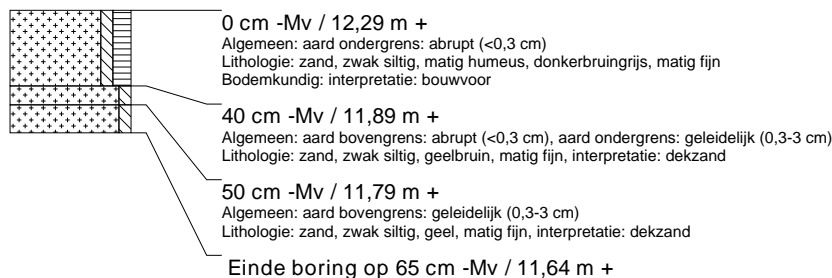 0 cm -Mv / 12,29 m +
Algemeen: aard ondergrens: abrupt (<0,3 cm)
Lithologie: zand, zwak siltig, matig humeus, donkerbruingrijs, matig fijn
Bodemkundig: interpretatie: bouwvoor
40 cm -Mv / 11,89 m +
Algemeen: aard bovengrens: abrupt (<0,3 cm), aard ondergrens: geleidelijk (0,3-3 cm)
Lithologie: zand, zwak siltig, geelbruin, matig fijn, interpretatie: dekzand
50 cm -Mv / 11,79 m +
Algemeen: aard bovengrens: geleidelijk (0,3-3 cm)
Lithologie: zand, zwak siltig, geel, matig fijn, interpretatie: dekzand
Einde boring op 65 cm -Mv / 11,64 m +